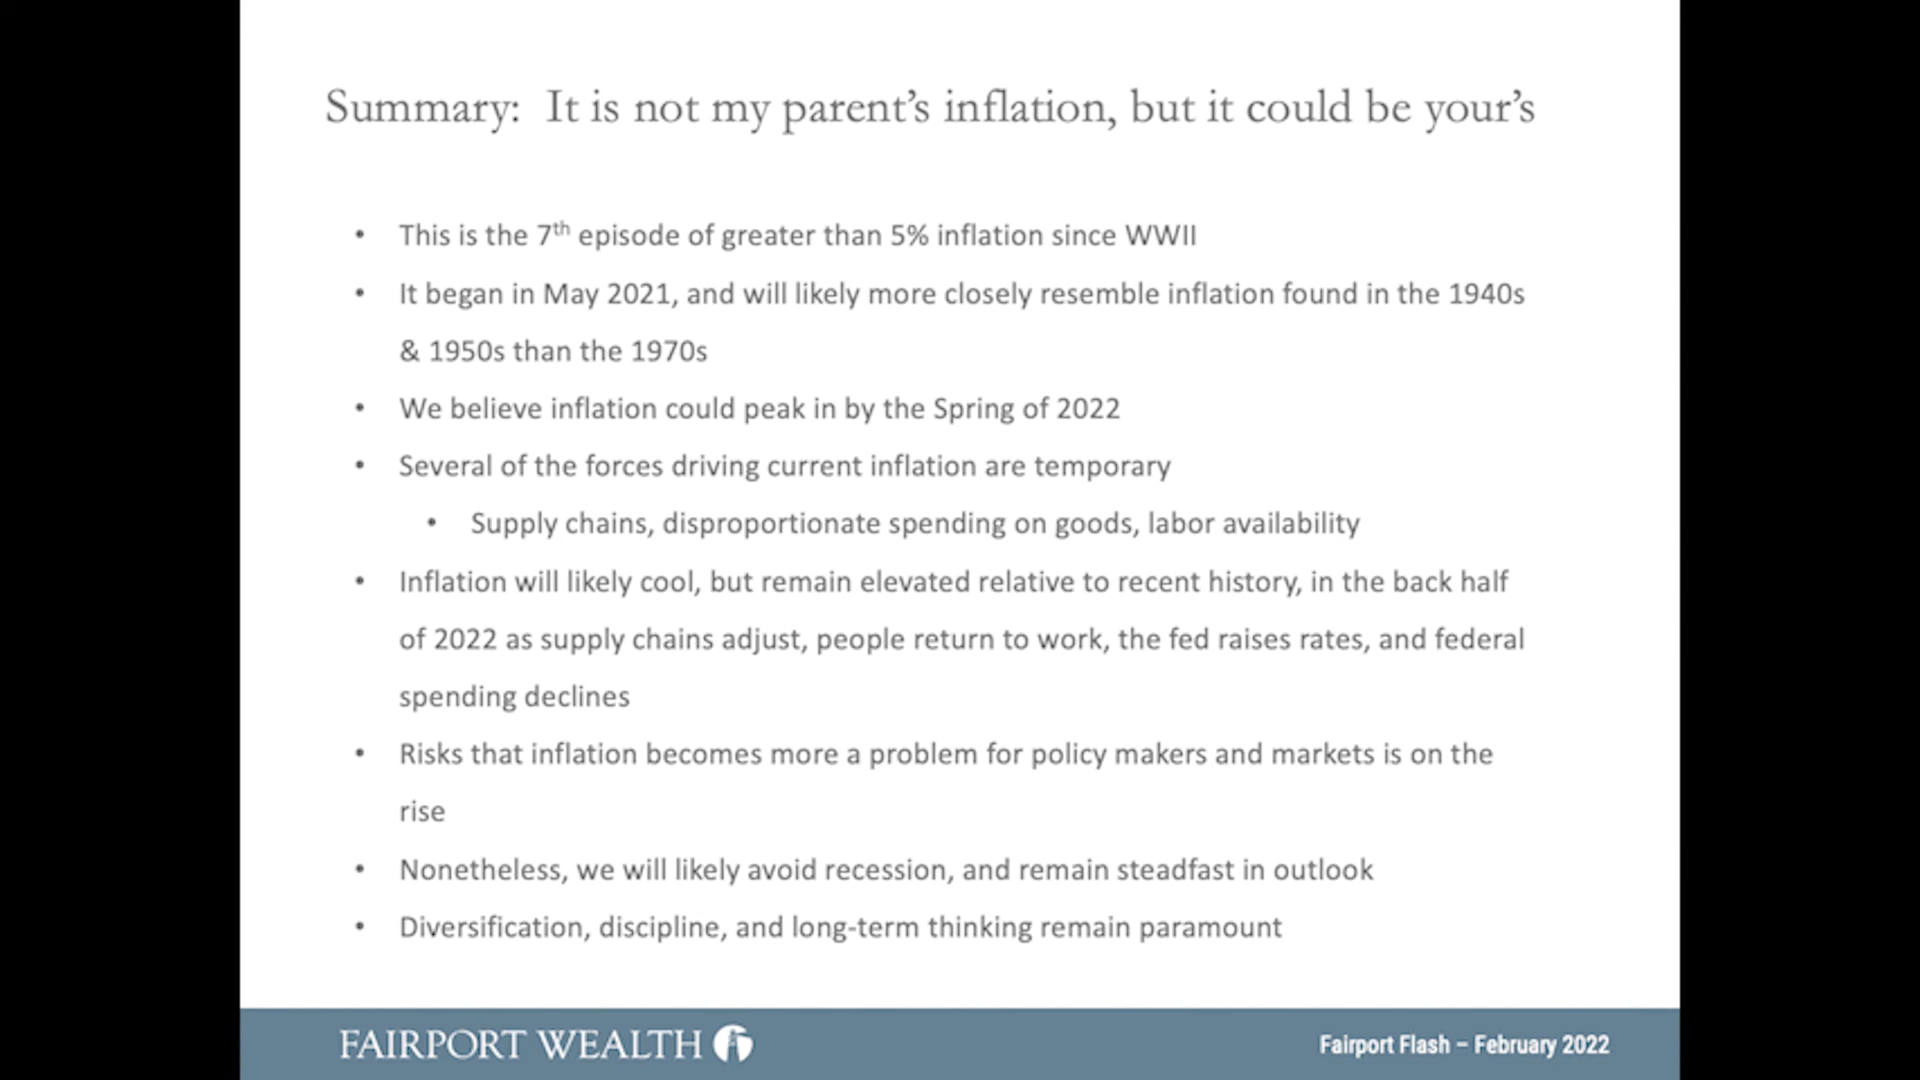 Summary:  It is not my parent’s inflation, but it could be your’s
• This is the 7th episode of greater than 5% inflation since WWII
• It began in May 2021, and will likely more closely resemble inflation found in the 1940s
& 1950s than the 1970s
• We believe inflation could peak in by the Spring of 2022
• Several of the forces driving current inflation are temporary
• Supply chains, disproportionate spending on goods, labor availability
• Inflation will likely cool, but remain elevated relative to recent history, in the back half
of 2022 as supply chains adjust, people return to work, the fed raises rates, and federal
spending declines
• Risks that inflation becomes more a problem for policy makers and markets is on the
rise
• Nonetheless, we will likely avoid recession, and remain steadfast in outlook
• Diversification, discipline, and long-term thinking remain paramount
FAIRPORT WEALTH
Fairport Flash – February 2022